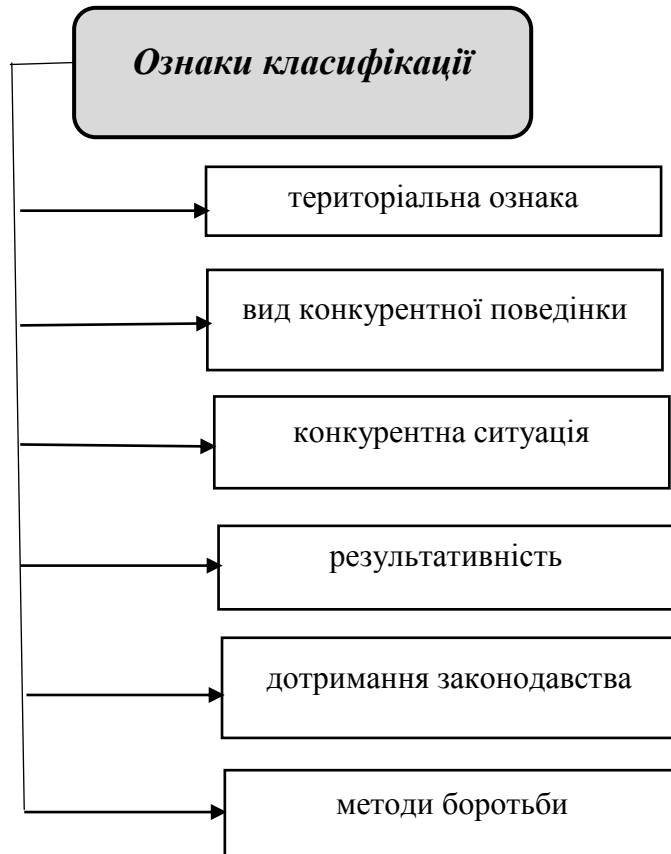 Ознаки класифікації
територіальна ознака
вид конкурентної поведінки
конкурентна ситуація
результативність
дотримання законодавства
методи боротьби